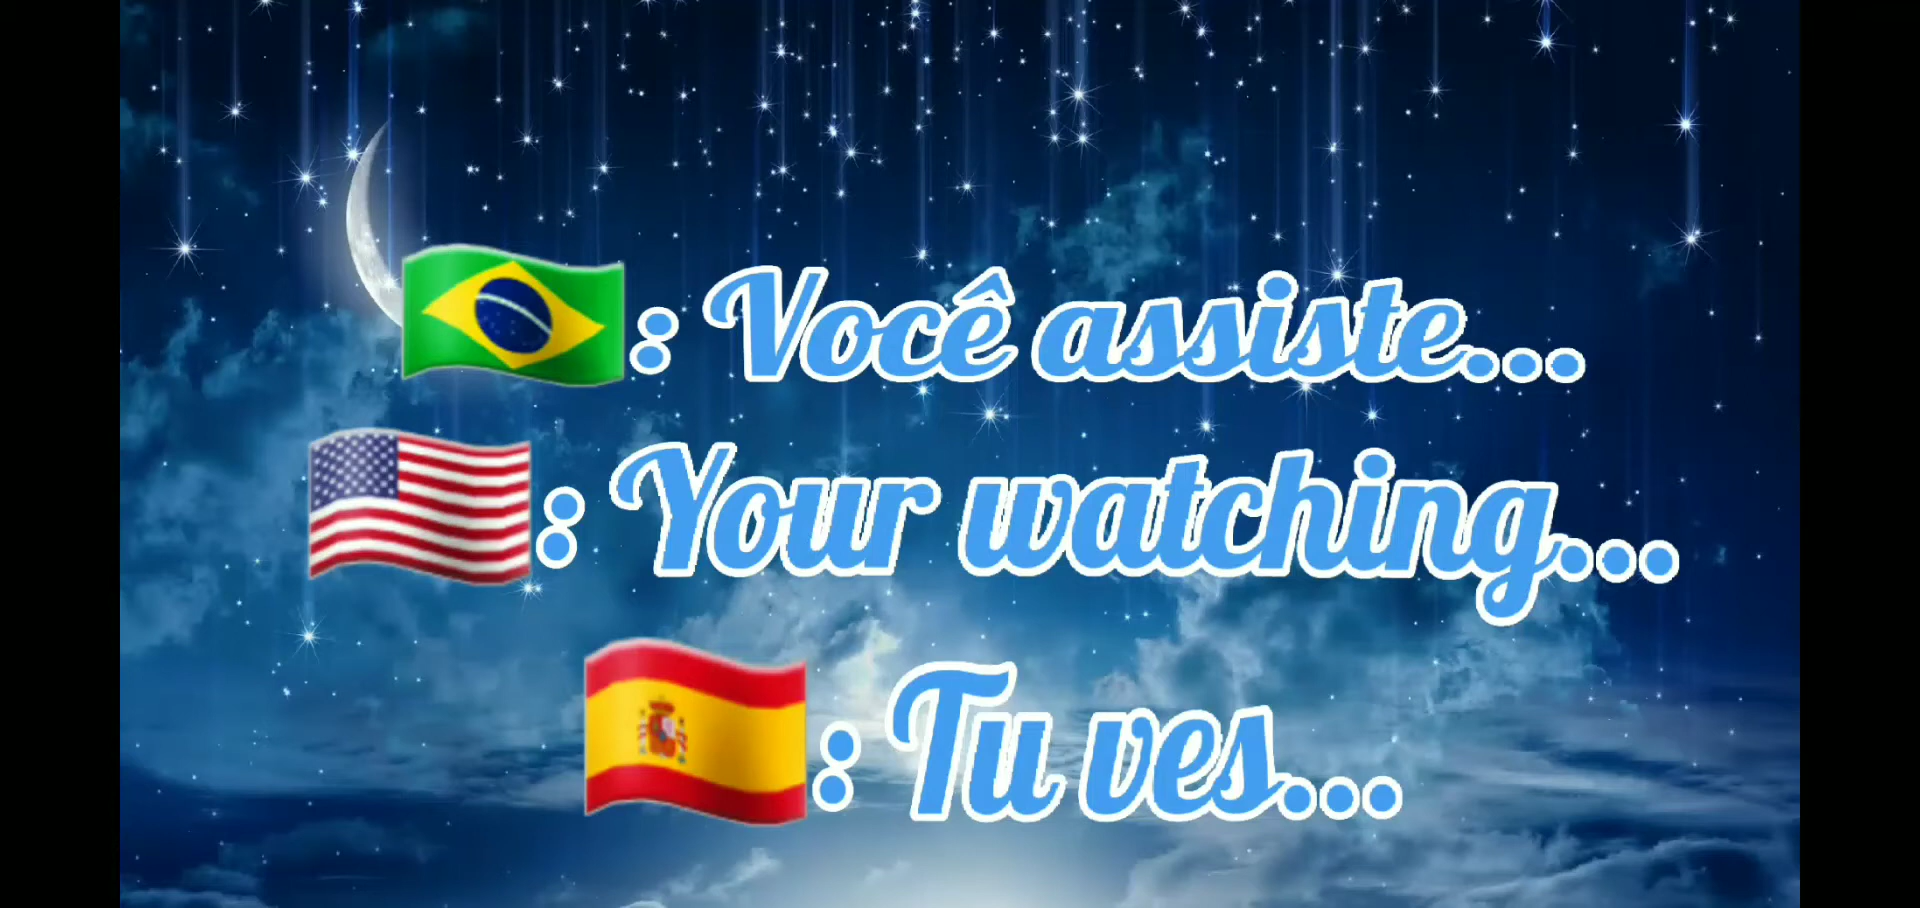 🇧🇷: Você assiste...
🇺🇸: Your watching...
🇪🇸: Tu ves...